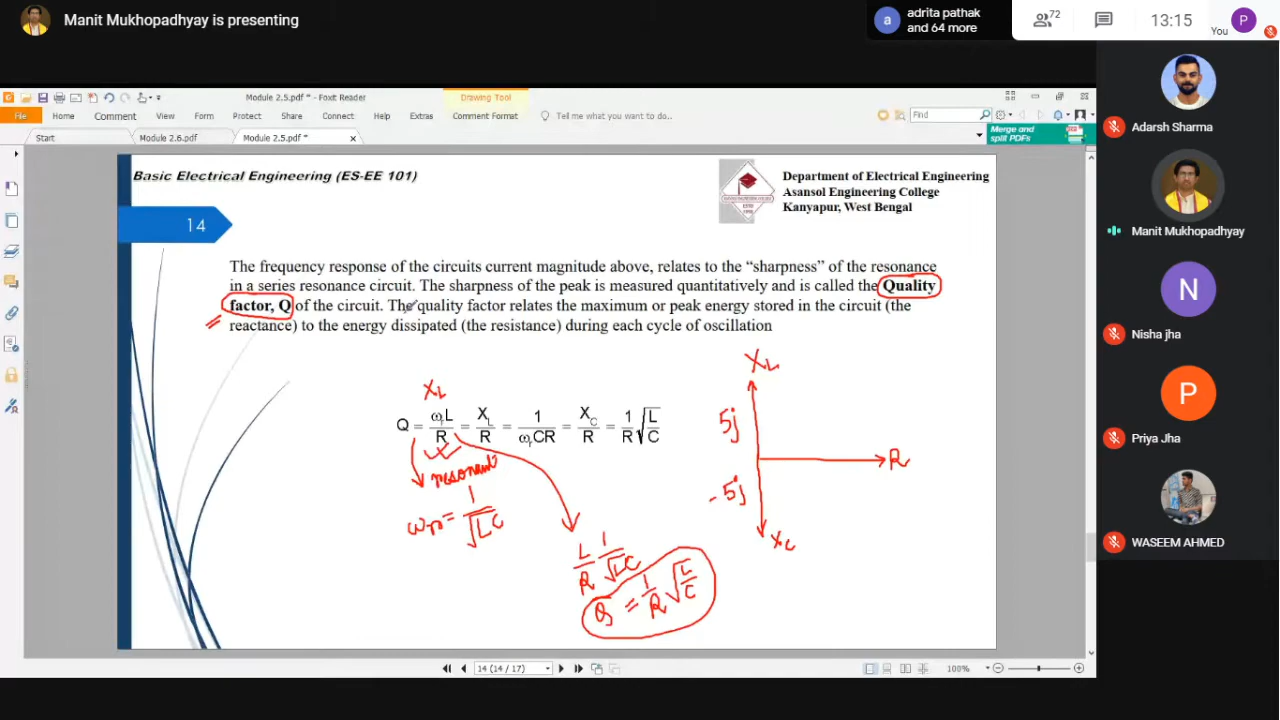 Manit Mukhopadhyay is presenting
a
adrita pathak
and 64 more
72
13:15
You
P
Module 2.5.pdf * - Foxit Reader
Drawing Tool
File
Home
Comment
View
Form
Protect
Share
Connect
Help
Extras
Comment Format
Tell me what you want to do..
Find
Start
Module 2.6.pdf
Module 2.5.pdf *
Merge and
split PDFs
Basic Electrical Engineering (ES-EE 101)
Department of Electrical Engineering
Asansol Engineering College
Kanyapur, West Bengal
14
The frequency response of the circuits current magnitude above, relates to the “sharpness” of the resonance
in a series resonance circuit. The sharpness of the peak is measured quantitatively and is called the Quality
factor, Q of the circuit. The quality factor relates the maximum or peak energy stored in the circuit (the
reactance) to the energy dissipated (the resistance) during each cycle of oscillation
XL
Q = ωrL/R = XL/R = 1/ωrCR = XC/R = 1/R √L/C
resonant
ωr = 1/√LC
L/R 1/√LC
Q = 1/R √L/C
XL
5j
R
-5j
XC
14 (14 / 17)
100%
Adarsh Sharma
Manit Mukhopadhyay
N
Nisha jha
P
Priya Jha
WASEEM AHMED